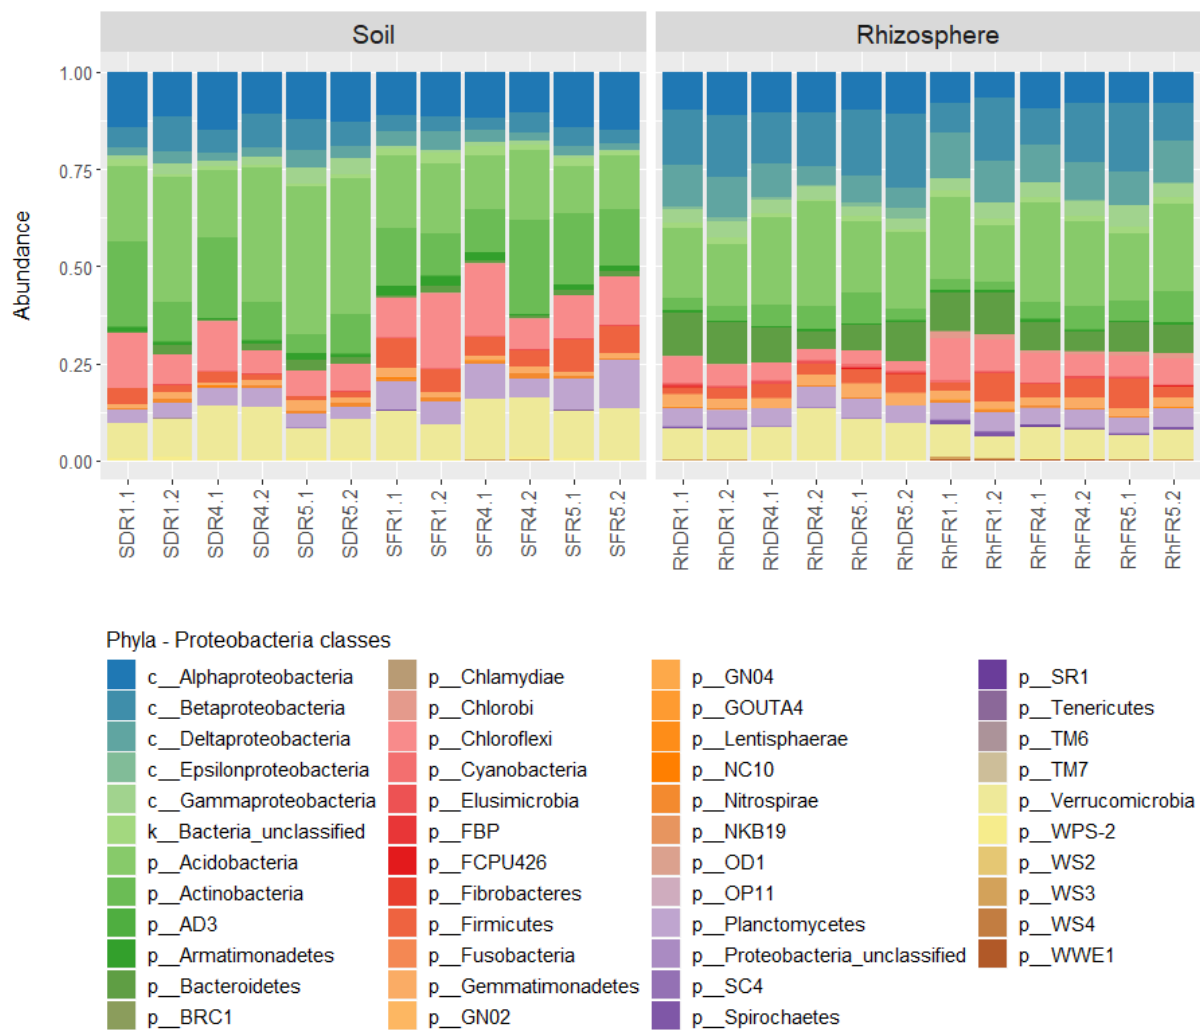 Soil
Rhizosphere
Abundance
1.00
0.75
0.50
0.25
0.00
SDR1.1
SDR1.2
SDR4.1
SDR4.2
SDR5.1
SDR5.2
SFR1.1
SFR1.2
SFR4.1
SFR4.2
SFR5.1
SFR5.2
RhDR1.1
RhDR1.2
RhDR4.1
RhDR4.2
RhDR5.1
RhDR5.2
RhFR1.1
RhFR1.2
RhFR4.1
RhFR4.2
RhFR5.1
RhFR5.2
Phyla - Proteobacteria classes
c__Alphaproteobacteria
c__Betaproteobacteria
c__Deltaproteobacteria
c__Epsilonproteobacteria
c__Gammaproteobacteria
k__Bacteria_unclassified
p__Acidobacteria
p__Actinobacteria
p__AD3
p__Armatimonadetes
p__Bacteroidetes
p__BRC1
p__Chlamydiae
p__Chlorobi
p__Chloroflexi
p__Cyanobacteria
p__Elusimicrobia
p__FBP
p__FCPU426
p__Fibrobacteres
p__Firmicutes
p__Fusobacteria
p__Gemmatimonadetes
p__GN02
p__GN04
p__GOUTA4
p__Lentisphaerae
p__NC10
p__Nitrospirae
p__NKB19
p__OD1
p__OP11
p__Planctomycetes
p__Proteobacteria_unclassified
p__SC4
p__Spirochaetes
p__SR1
p__Tenericutes
p__TM6
p__TM7
p__Verrucomicrobia
p__WPS-2
p__WS2
p__WS3
p__WS4
p__WWE1